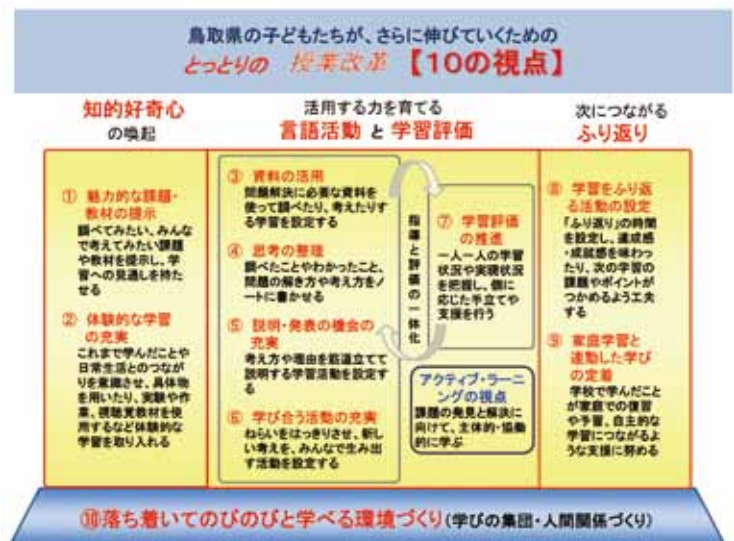 鳥取県の子どもたちが、さらに伸びていくための
とっとりの 授業改革【10の視点】
知的好奇心
の喚起
活用する力を育てる
言語活動 と 学習評価
次につながる
ふり返り
① 魅力的な課題・
教材の提示
調べてみたい、みんな
で考えてみたい課題
や教材を提示し、学
習への見通しを持た
せる
② 体験的な学習
の充実
これまで学んだことや
日常生活とのつなが
りを意識させ、具体物
を用いたり、実験や作
業、視聴覚教材を使
用するなど体験的な
学習を取り入れる
③ 資料の活用
問題解決に必要な資料を
使って調べたり、考えたりす
る学習を設定する
④ 思考の整理
調べたことやわかったこと、
問題の解き方や考え方をノ
ートに書かせる
⑤ 説明・発表の機会の
充実
考え方や理由を筋道立てて
説明する学習活動を設定す
る
⑥ 学び合う活動の充実
ねらいをはっきりさせ、新し
い考えを、みんなで生み出
す活動を設定する
指導と評価の一体化
⑦ 学習評価
の推進
一人一人の学習
状況や実現状況
を把握し、個に
応じた手立てや
支援を行う
アクティブ・ラーニ
ングの視点
課題の発見と解決に
向けて、主体的・協働
的に学ぶ
⑧ 学習をふり返
る活動の設定
「ふり返り」の時間
を設定し、達成感
・成就感を味わっ
たり、次の学習の
課題やポイントが
つかめるよう工夫
する
⑨ 家庭学習と
連動した学び
の定着
学校で学んだこと
が家庭での復習
や予習、自主的な
学習につながるよ
うな支援に努める
⑩落ち着いてのびのびと学べる環境づくり(学びの集団・人間関係づくり)